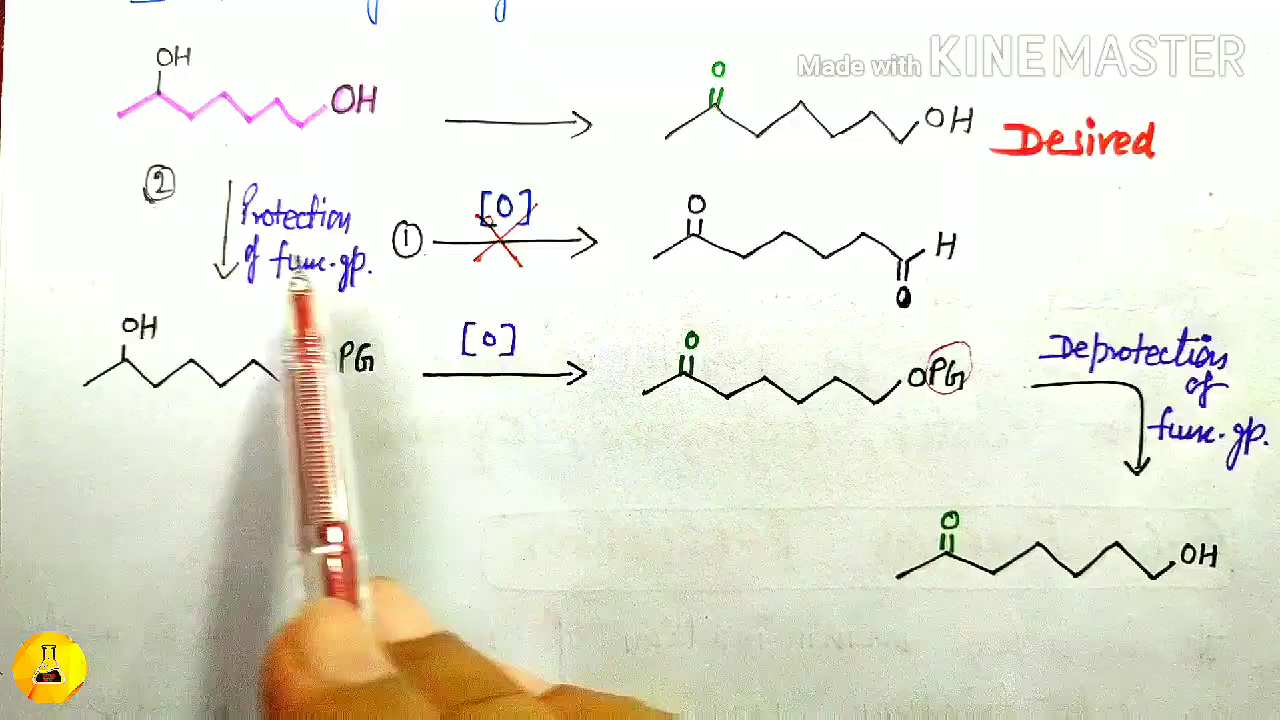 OH
OH
O
OH
Made with KINEMASTER
Desired
②
Protection
of func. gp.
①
[O]
O
H
O
OH
PG
[O]
O
OPG
Deprotection
of
func. gp.
O
OH